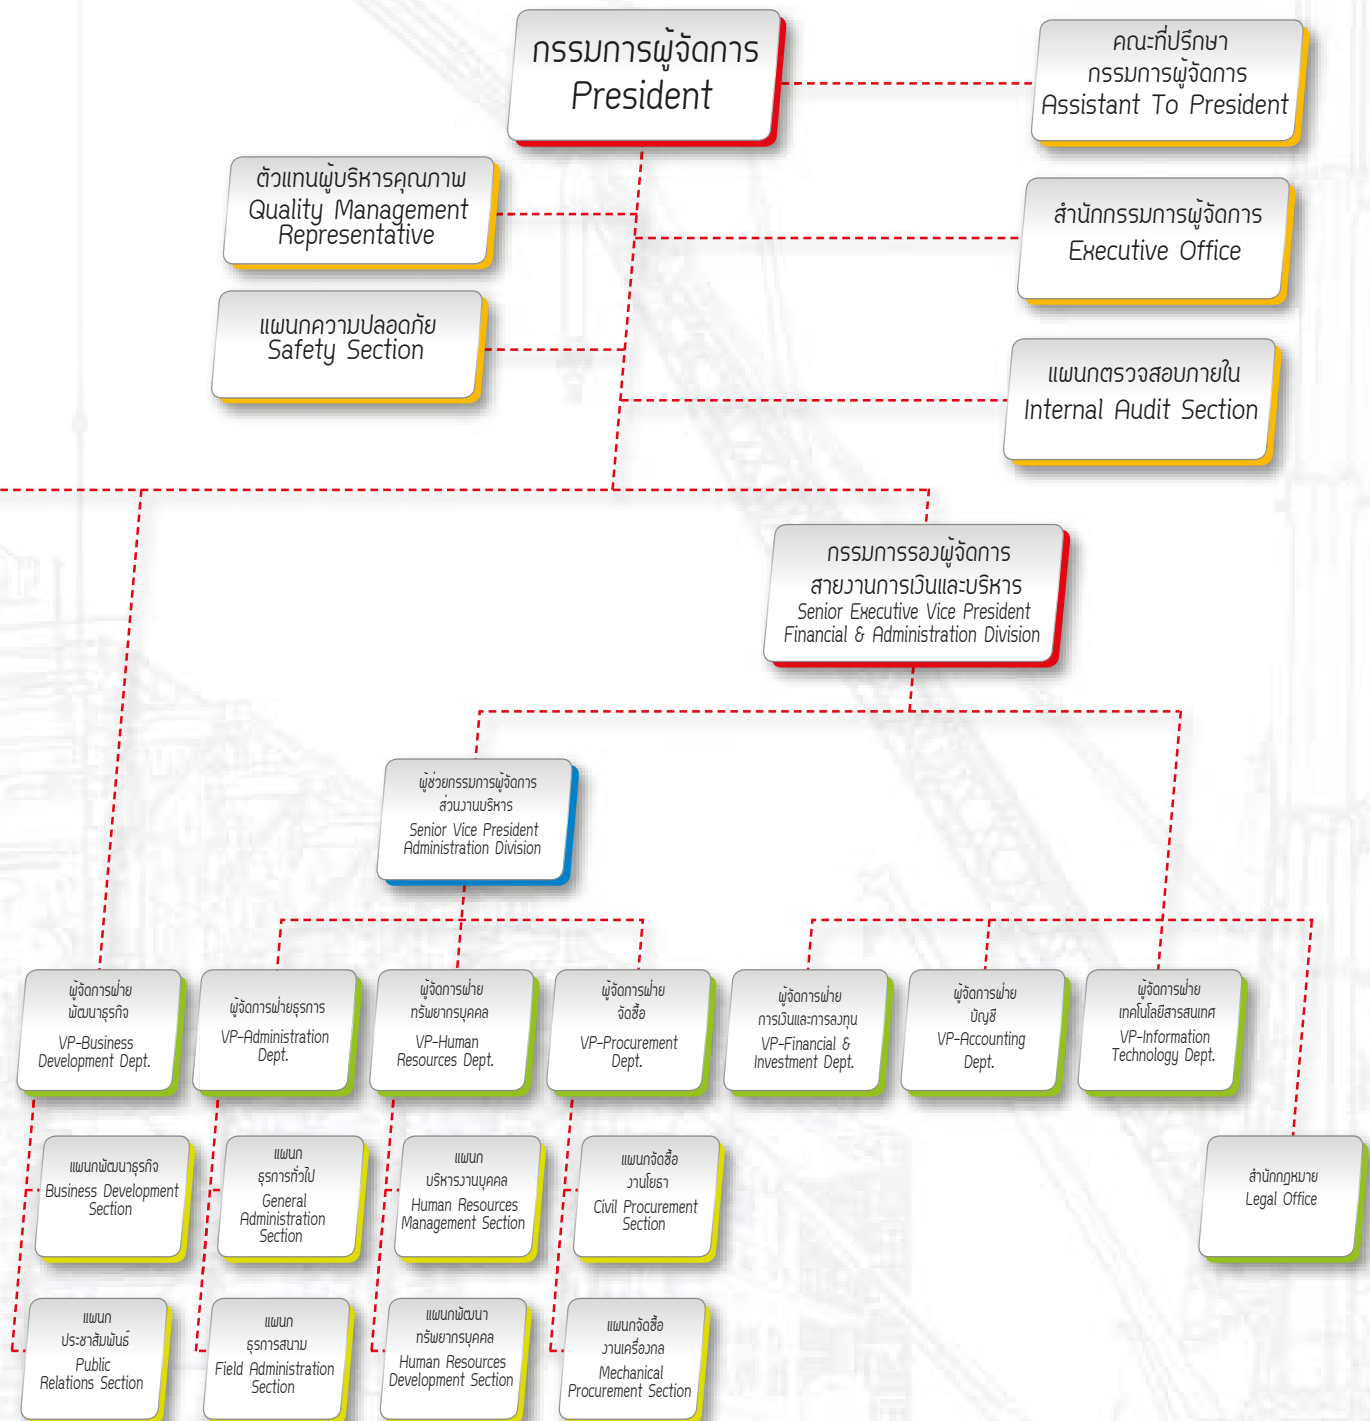 กรรมการผู้จัดการ
President
คณะที่ปรึกษา
กรรมการผู้จัดการ
Assistant To President
ตัวแทนผู้บริหารคุณภาพ
Quality Management
Representative
สำนักกรรมการผู้จัดการ
Executive Office
แผนกความปลอดภัย
Safety Section
แผนกตรวจสอบภายใน
Internal Audit Section
กรรมการรองผู้จัดการ
สายงานการเงินและบริหาร
Senior Executive Vice President
Financial & Administration Division
ผู้ช่วยกรรมการผู้จัดการ
ส่วนงานบริหาร
Senior Vice President
Administration Division
ผู้จัดการฝ่าย
พัฒนาธุรกิจ
VP-Business
Development Dept.
ผู้จัดการฝ่ายธุรการ
VP-Administration
Dept.
ผู้จัดการฝ่าย
ทรัพยากรบุคคล
VP-Human
Resources Dept.
ผู้จัดการฝ่าย
จัดซื้อ
VP-Procurement
Dept.
ผู้จัดการฝ่าย
การเงินและการลงทุน
VP-Financial &
Investment Dept.
ผู้จัดการฝ่าย
บัญชี
VP-Accounting
Dept.
ผู้จัดการฝ่าย
เทคโนโลยีสารสนเทศ
VP-Information
Technology Dept.
แผนกพัฒนาธุรกิจ
Business Development
Section
แผนก
ธุรการทั่วไป
General
Administration
Section
แผนก
บริหารงานบุคคล
Human Resources
Management Section
แผนกจัดซื้อ
งานโยธา
Civil Procurement
Section
สำนักกฎหมาย
Legal Office
แผนก
ประชาสัมพันธ์
Public
Relations Section
แผนก
ธุรการสนาม
Field Administration
Section
แผนกพัฒนา
ทรัพยากรบุคคล
Human Resources
Development Section
แผนกจัดซื้อ
งานเครื่องกล
Mechanical
Procurement Section